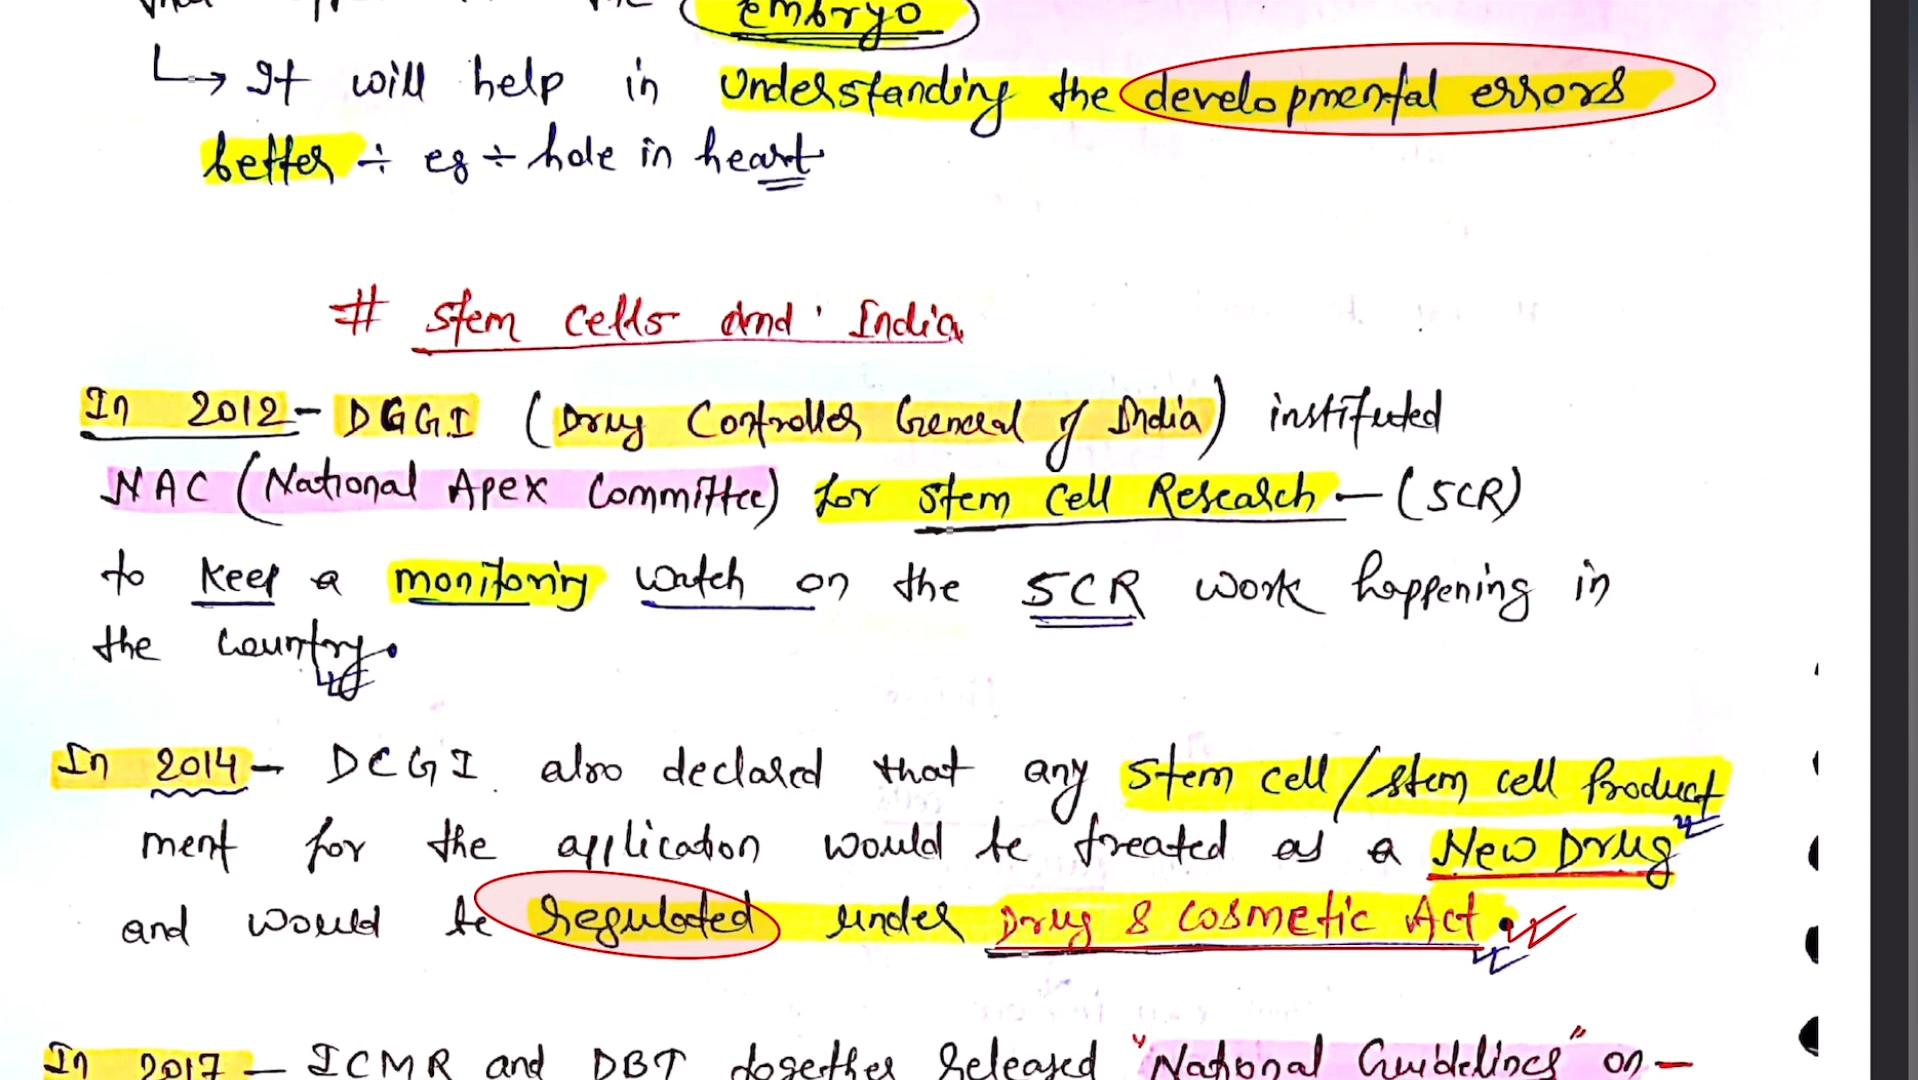 embryo
↳ It will help in understanding the developmental errors
better ÷ eg ÷ hole in heart
# Stem cells and India
In 2012 - DGGI (Drug Controller General of India) instituted
NAC (National Apex Committee) for Stem Cell Research - (SCR)
to keep a monitoring watch on the SCR work happening in
the country.
In 2014 - DCGI also declared that any stem cell/stem cell Product
ment for the application would be treated as a New Drug
and would be regulated under Drug & Cosmetic Act.
In 2017 - ICMR and DBT together released "National Guidelines" on -